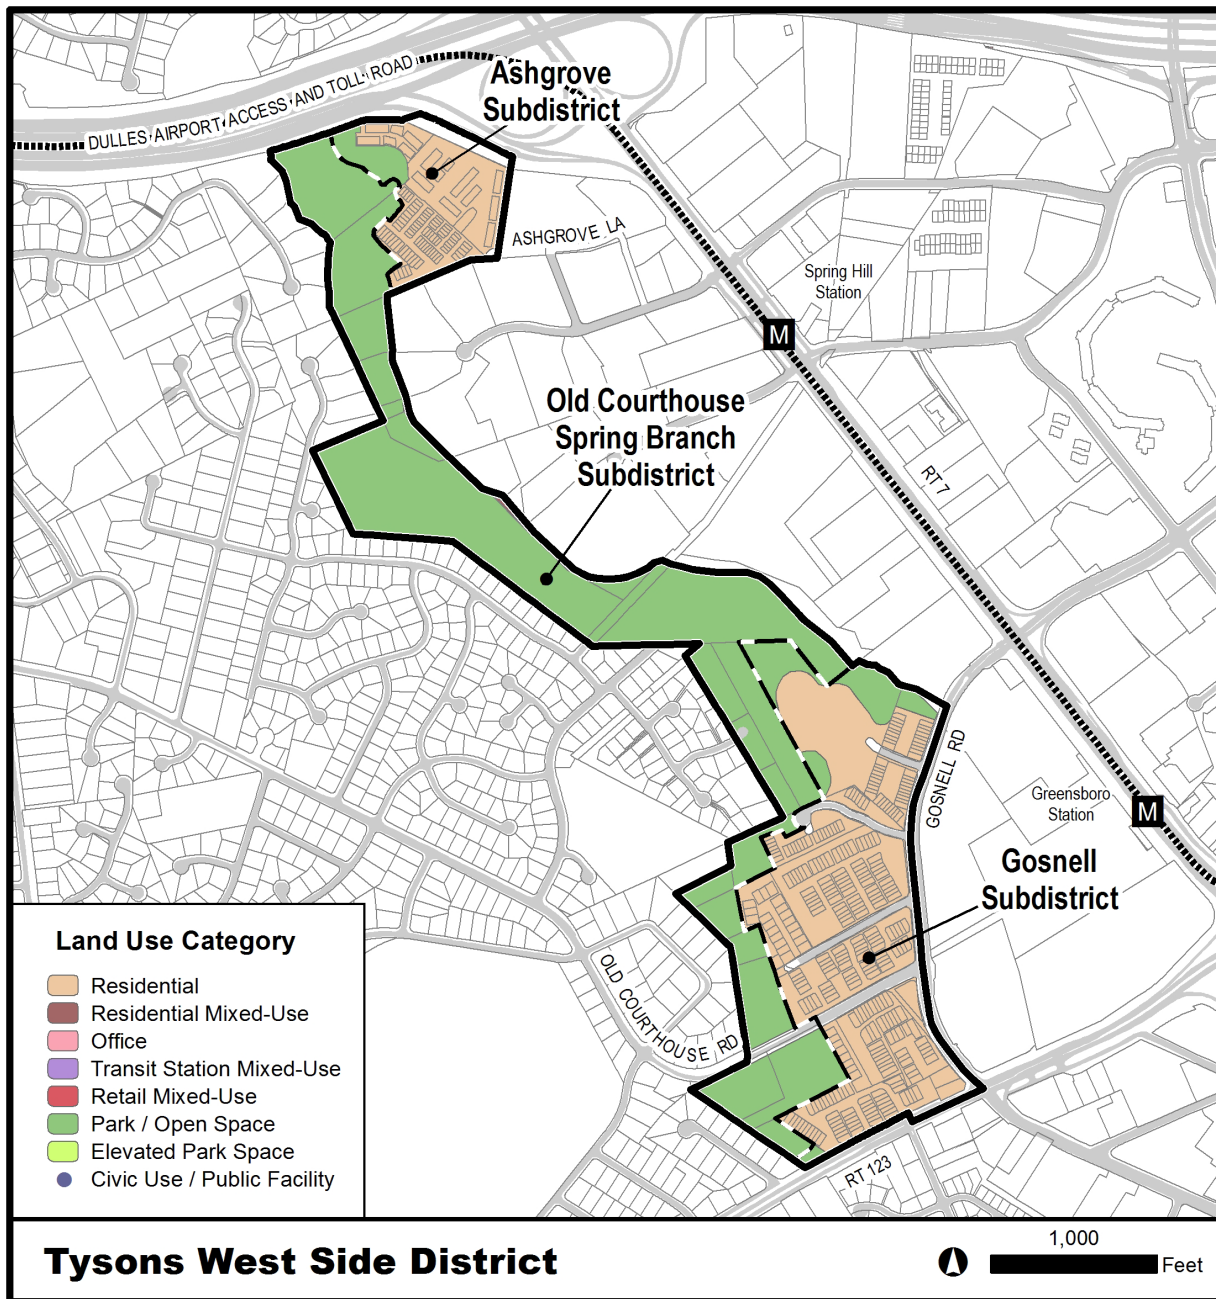 Ashgrove
Subdistrict
DULLES AIRPORT ACCESS AND TOLL ROAD
ASHGROVE LA
Spring Hill
Station
M
Old Courthouse
Spring Branch
Subdistrict
RT 7
GOSNELL RD
Greensboro
Station
M
Gosnell
Subdistrict
OLD COURTHOUSE RD
RT 123
Land Use Category
Residential
Residential Mixed-Use
Office
Transit Station Mixed-Use
Retail Mixed-Use
Park / Open Space
Elevated Park Space
Civic Use / Public Facility
Tysons West Side District
1,000
Feet